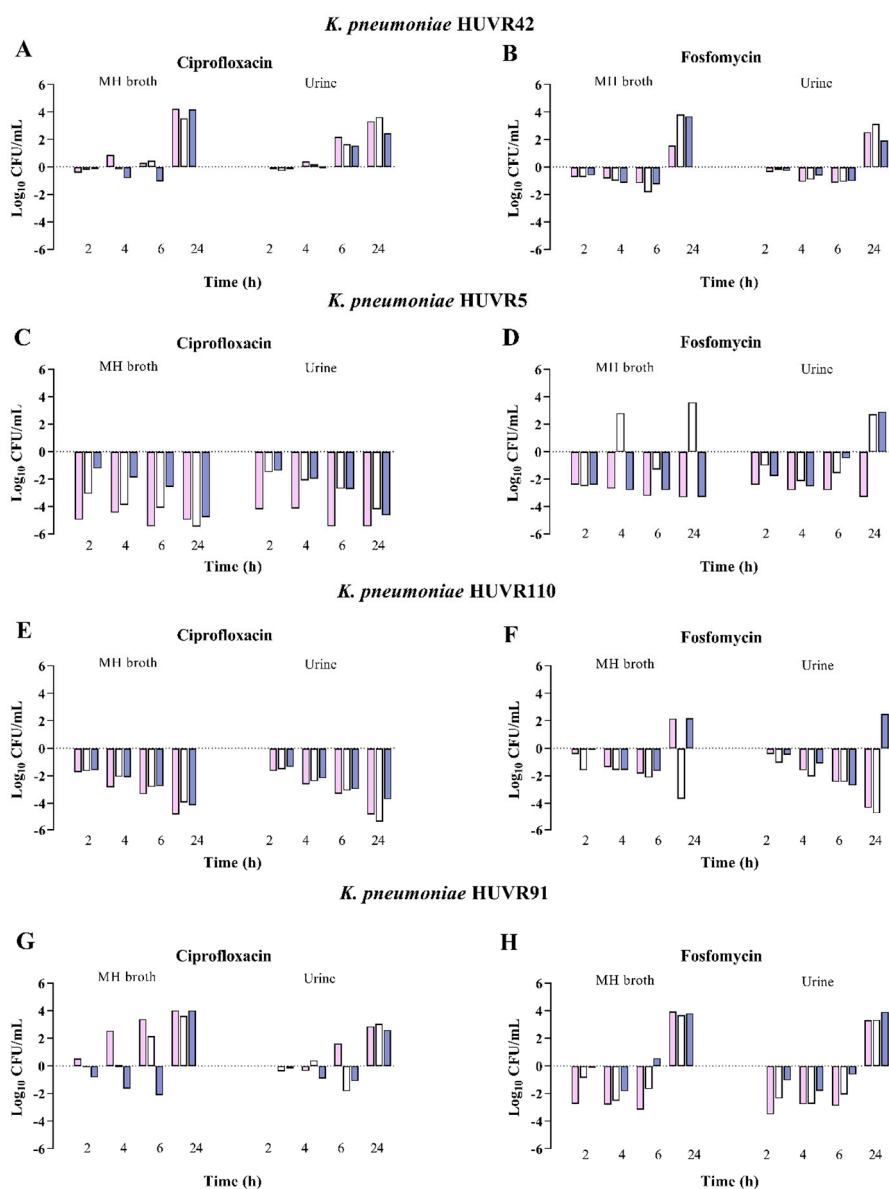 K. pneumoniae HUVR42
A
B
Ciprofloxacin
Fosfomycin
MH broth
Urine
MH broth
Urine
Log10 CFU/mL
6
4
2
0
-2
-4
-6
2 4 6 24 2 4 6 24
Time (h)
Log10 CFU/mL
6
4
2
0
-2
-4
-6
2 4 6 24 2 4 6 24
Time (h)
K. pneumoniae HUVR5
C
D
Ciprofloxacin
Fosfomycin
MH broth
Urine
MH broth
Urine
Log10 CFU/mL
6
4
2
0
-2
-4
-6
2 4 6 24 2 4 6 24
Time (h)
Log10 CFU/mL
6
4
2
0
-2
-4
-6
2 4 6 24 2 4 6 24
Time (h)
K. pneumoniae HUVR110
E
F
Ciprofloxacin
Fosfomycin
MH broth
Urine
MH broth
Urine
Log10 CFU/mL
6
4
2
0
-2
-4
-6
2 4 6 24 2 4 6 24
Time (h)
Log10 CFU/mL
6
4
2
0
-2
-4
-6
2 4 6 24 2 4 6 24
Time (h)
K. pneumoniae HUVR91
G
H
Ciprofloxacin
Fosfomycin
MH broth
Urine
MH broth
Urine
Log10 CFU/mL
6
4
2
0
-2
-4
-6
2 4 6 24 2 4 6 24
Time (h)
Log10 CFU/mL
6
4
2
0
-2
-4
-6
2 4 6 24 2 4 6 24
Time (h)